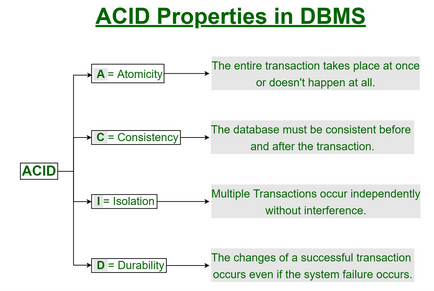 ACID Properties in DBMS
A = Atomicity
The entire transaction takes place at once
or doesn't happen at all.
C = Consistency
The database must be consistent before
and after the transaction.
ACID
I = Isolation
Multiple Transactions occur independently
without interference.
D = Durability
The changes of a successful transaction
occurs even if the system failure occurs.